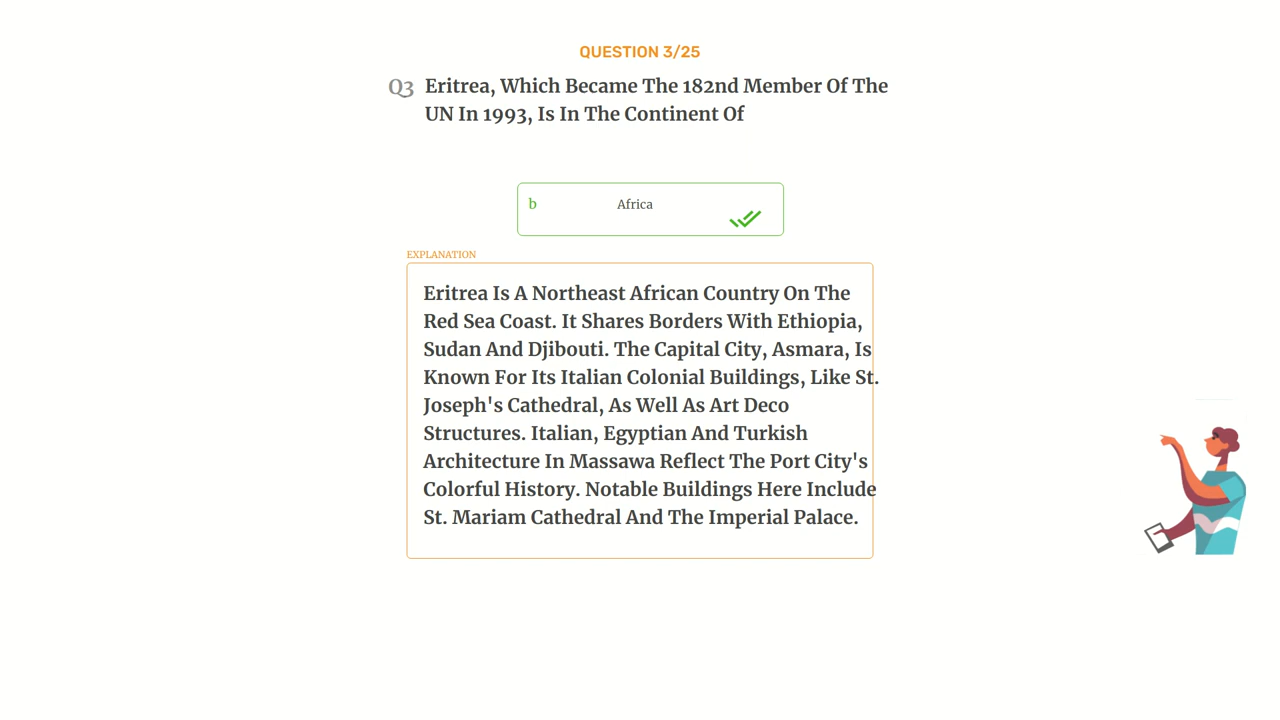 QUESTION 3/25
Q3 Eritrea, Which Became The 182nd Member Of The
UN In 1993, Is In The Continent Of
b Africa
EXPLANATION
Eritrea Is A Northeast African Country On The
Red Sea Coast. It Shares Borders With Ethiopia,
Sudan And Djibouti. The Capital City, Asmara, Is
Known For Its Italian Colonial Buildings, Like St.
Joseph's Cathedral, As Well As Art Deco
Structures. Italian, Egyptian And Turkish
Architecture In Massawa Reflect The Port City's
Colorful History. Notable Buildings Here Include
St. Mariam Cathedral And The Imperial Palace.